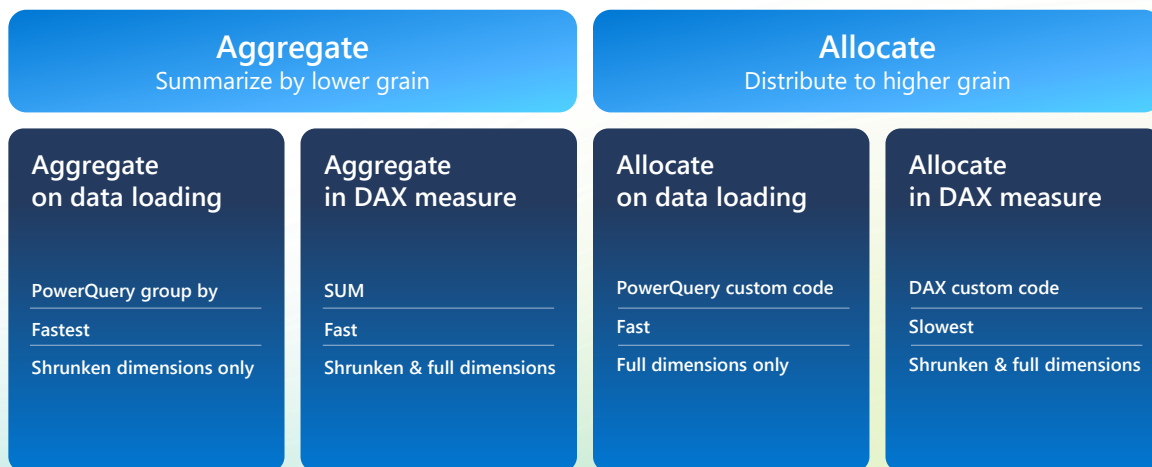 Aggregate
Summarize by lower grain
Allocate
Distribute to higher grain
Aggregate
on data loading
PowerQuery group by
Fastest
Shrunken dimensions only
Aggregate
in DAX measure
SUM
Fast
Shrunken & full dimensions
Allocate
on data loading
PowerQuery custom code
Fast
Full dimensions only
Allocate
in DAX measure
DAX custom code
Slowest
Shrunken & full dimensions